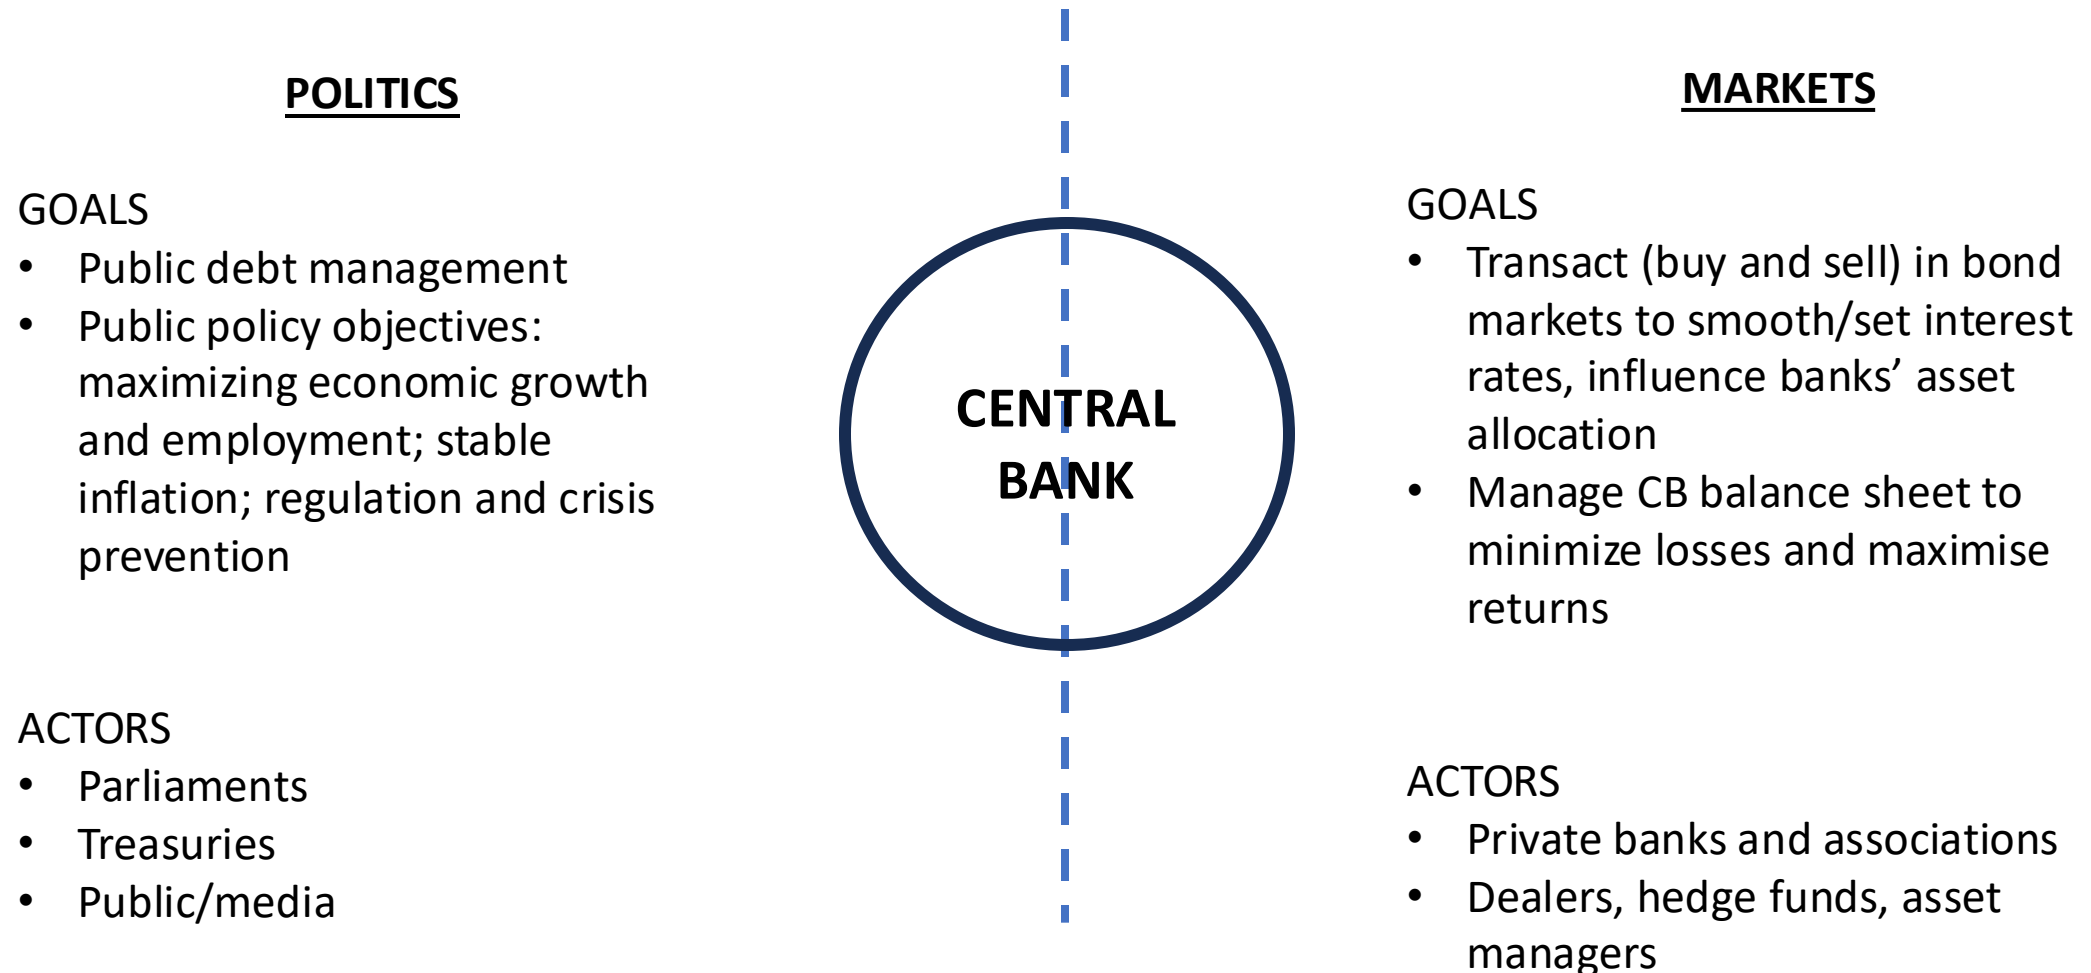 POLITICS
GOALS
• Public debt management
• Public policy objectives:
maximizing economic growth
and employment; stable
inflation; regulation and crisis
prevention
ACTORS
• Parliaments
• Treasuries
• Public/media
CENTRAL
BANK
MARKETS
GOALS
• Transact (buy and sell) in bond
markets to smooth/set interest
rates, influence banks’ asset
allocation
• Manage CB balance sheet to
minimize losses and maximise
returns
ACTORS
• Private banks and associations
• Dealers, hedge funds, asset
managers